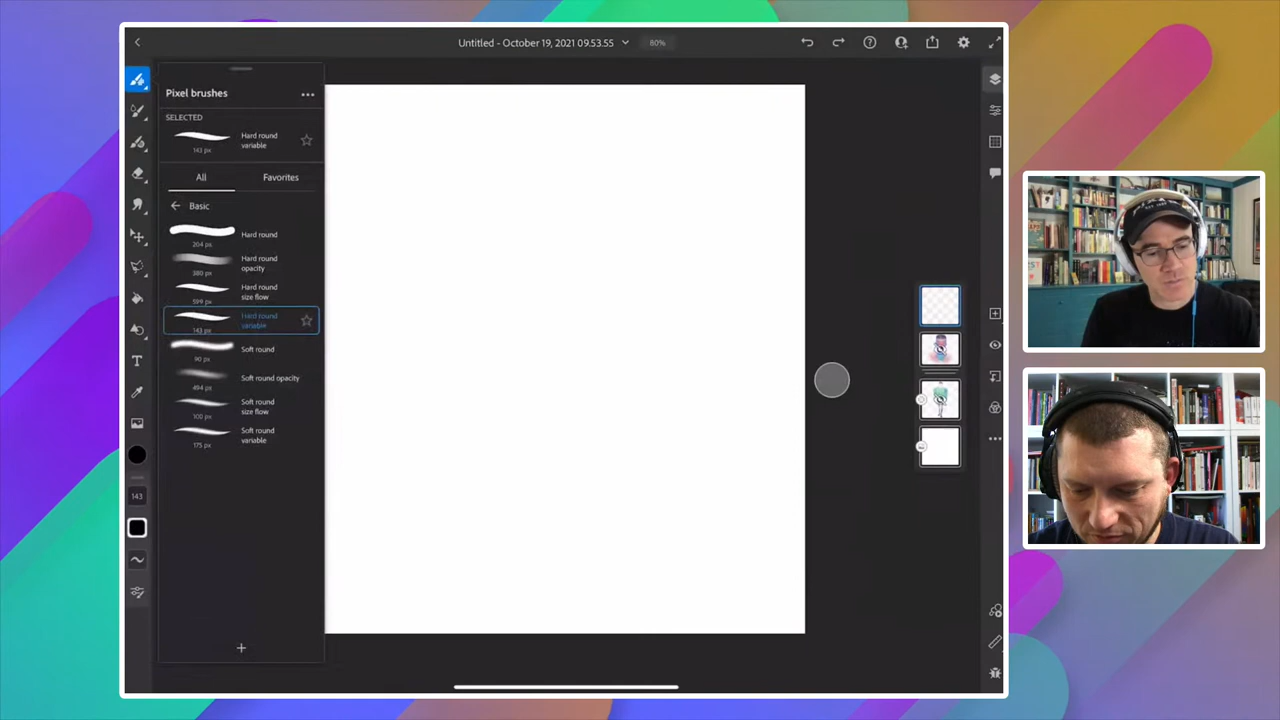 Untitled - October 19, 2021 09.53.55
80%
Pixel brushes
SELECTED
Hard round
variable
143 px
All
Favorites
Basic
Hard round
204 px
Hard round
opacity
380 px
Hard round
size flow
599 px
Hard round
variable
143 px
Soft round
90 px
Soft round opacity
494 px
Soft round
size flow
100 px
Soft round
variable
175 px
T
143